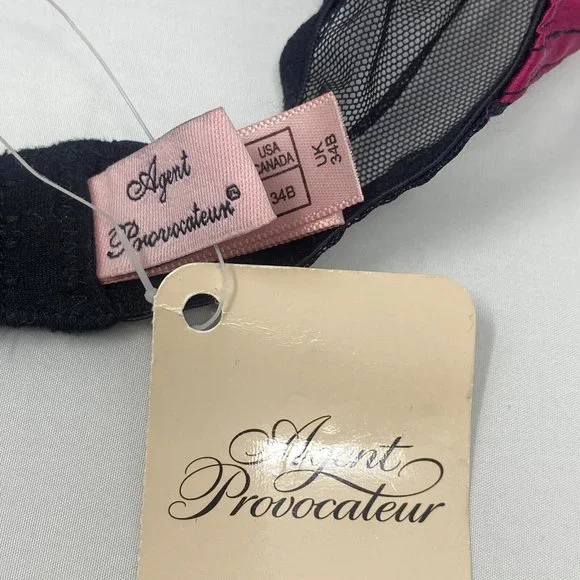 Agent
Provocateur®
USA
CANADA
34B
UK
34B
Agent
Provocateur